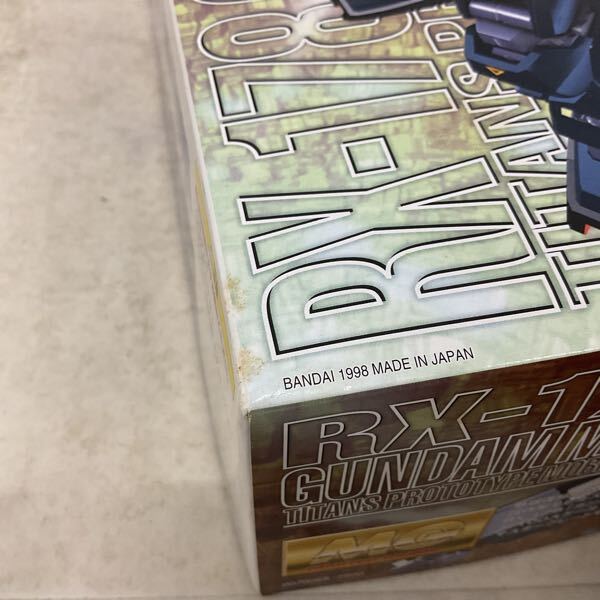 RX-178
TITANS
BANDAI 1998 MADE IN JAPAN
RX-1
GUNDAM M
TITANS PROTOTYPE
MG